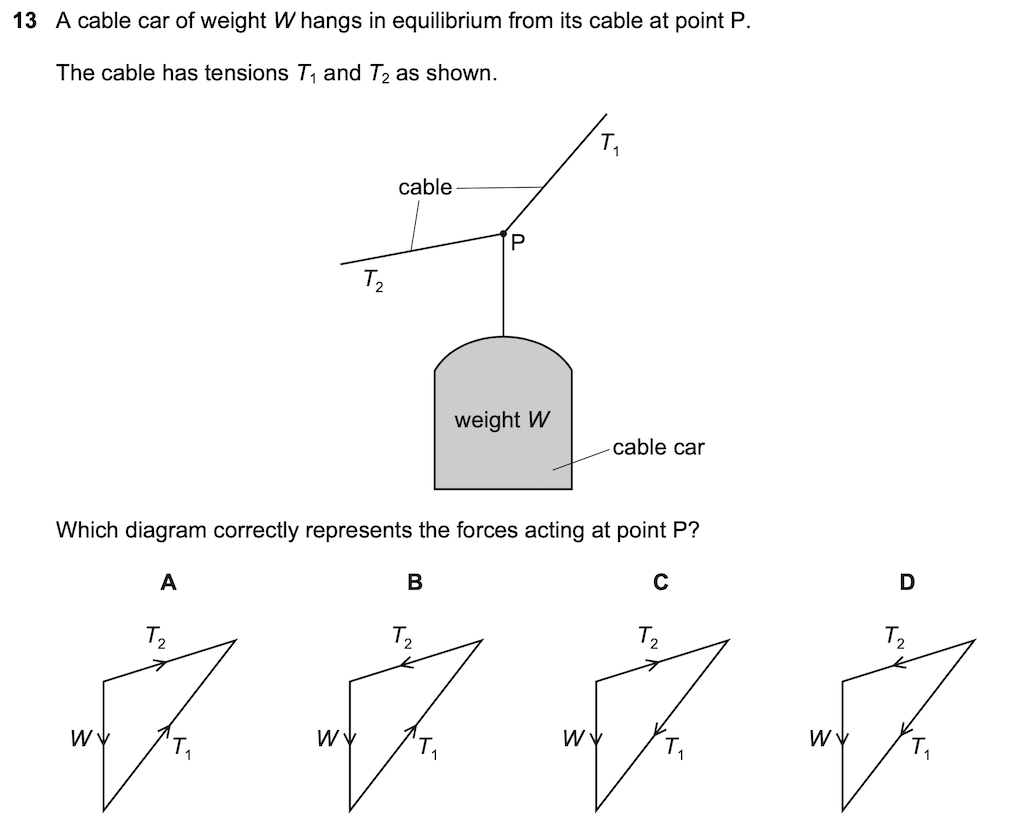 13 A cable car of weight W hangs in equilibrium from its cable at point P.
The cable has tensions T₁ and T₂ as shown.
T₁
cable
P
T₂
weight W
cable car
Which diagram correctly represents the forces acting at point P?
A B C D
T₂ T₂ T₂ T₂
W T₁ W T₁ W T₁ W T₁